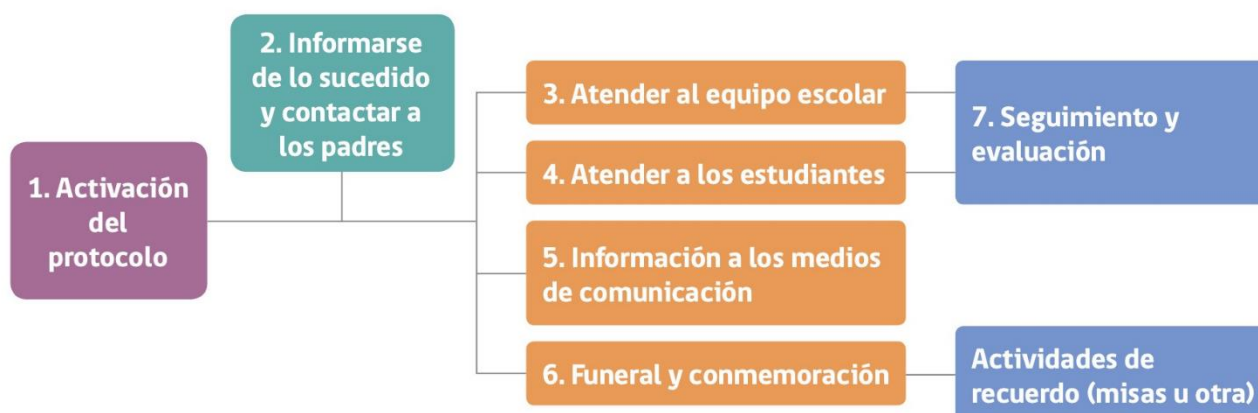 1. Activación
del
protocolo
2. Informarse
de lo sucedido
y contactar a
los padres
3. Atender al equipo escolar
4. Atender a los estudiantes
5. Información a los medios
de comunicación
6. Funeral y conmemoración
7. Seguimiento y
evaluación
Actividades de
recuerdo (misas u otra)